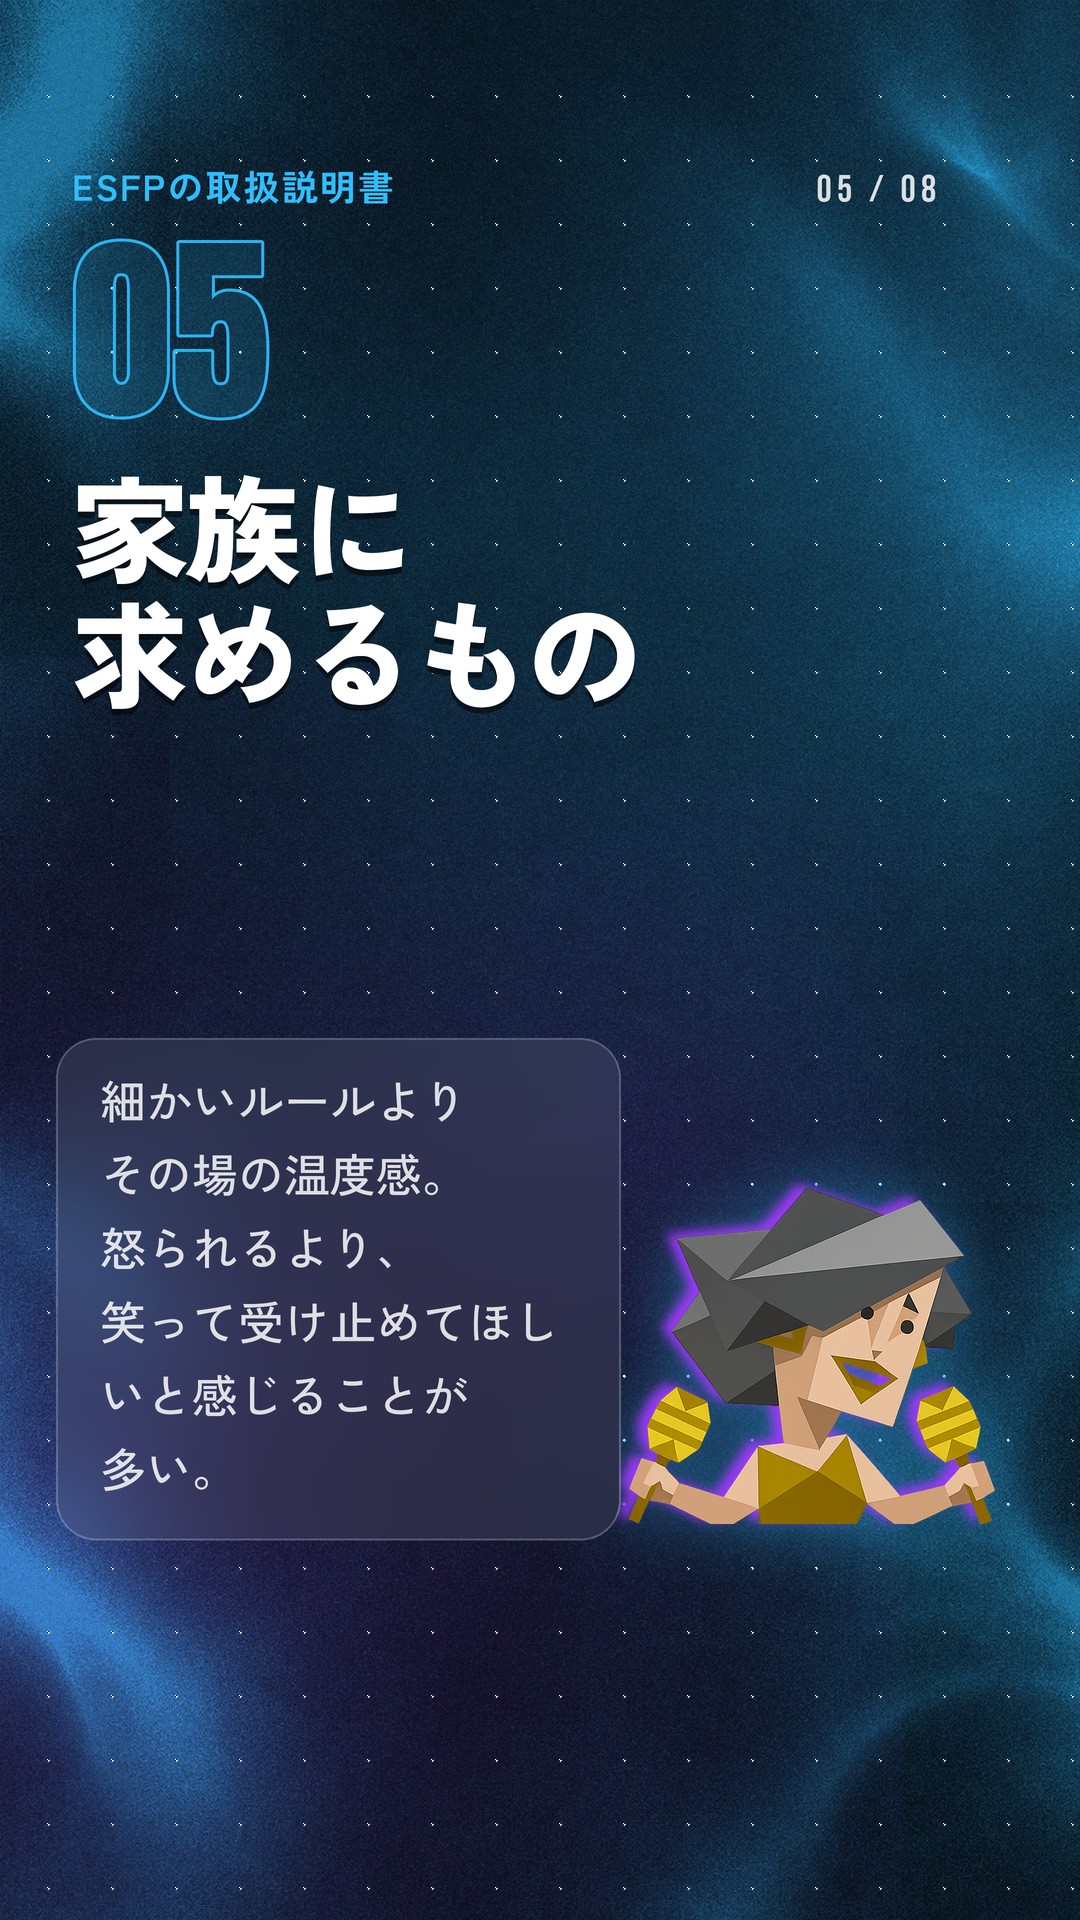 ESFPの取扱説明書
05 / 08
05
家族に
求めるもの
細かいルールより
その場の温度感。
怒られるより、
笑って受け止めてほし
いと感じることが
多い。